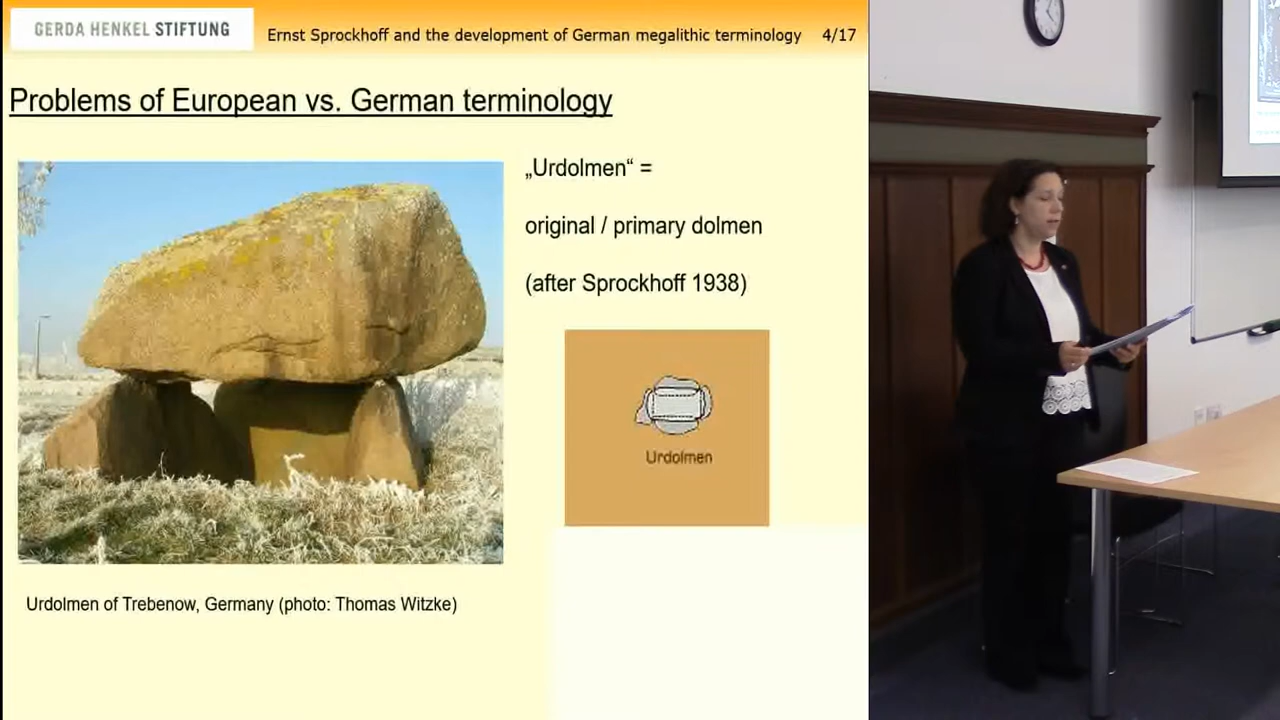 GERDA HENKEL STIFTUNG
Ernst Sprockhoff and the development of German megalithic terminology 4/17
Problems of European vs. German terminology
„Urdolmen“ =
original / primary dolmen
(after Sprockhoff 1938)
Urdolmen
Urdolmen of Trebenow, Germany (photo: Thomas Witzke)